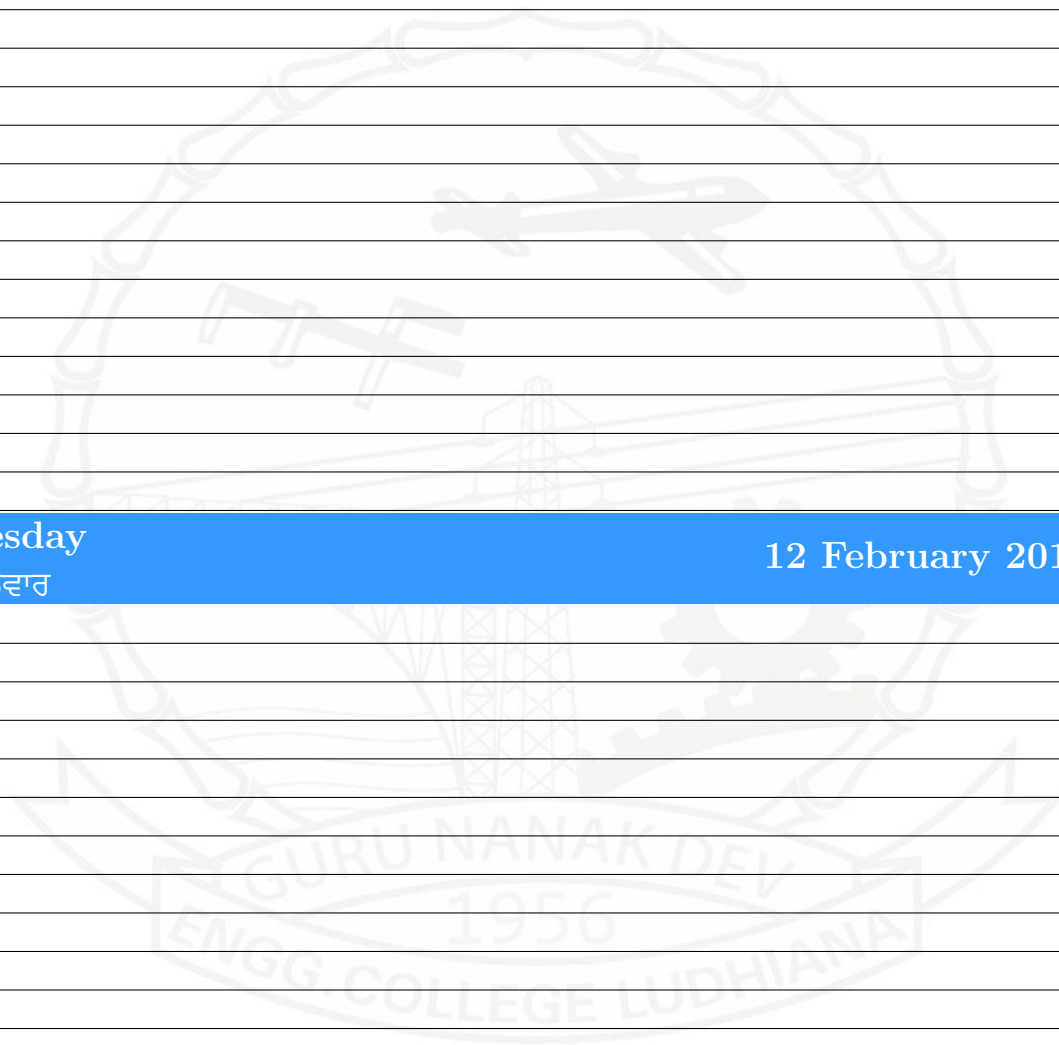 esday
ਵਾਰ
12 February 201
GURU NANAK DEV
1956
ENGG. COLLEGE LUDHIANA